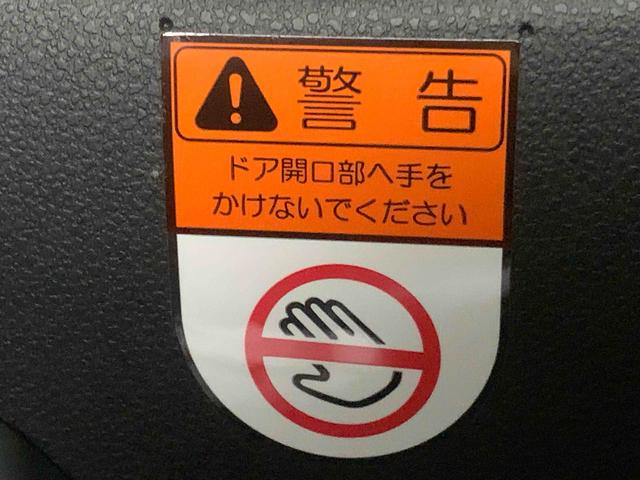 警告
ドア開口部へ手を
かけないでください